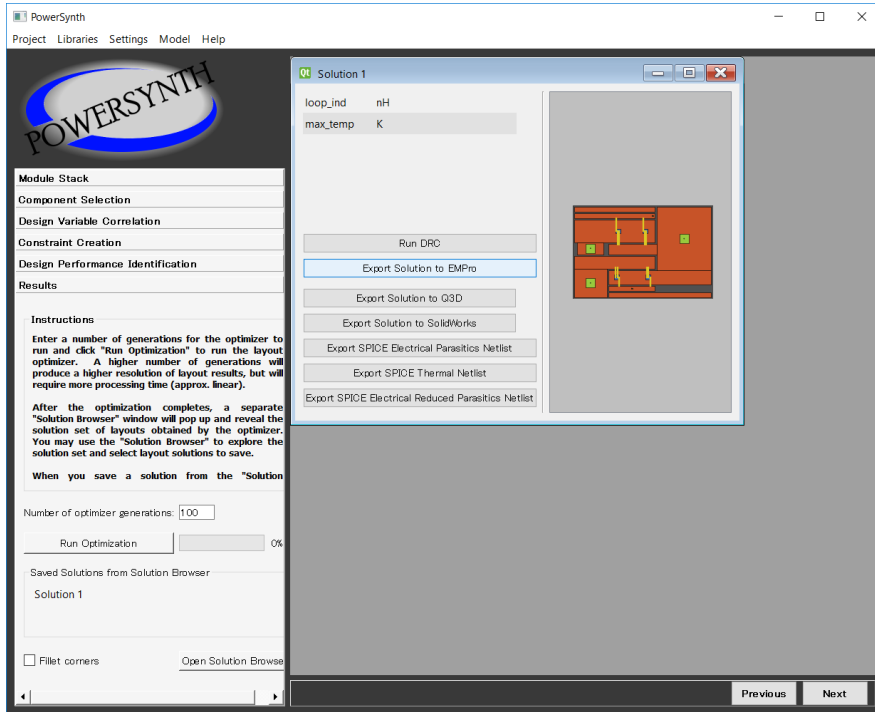 PowerSynth
Project Libraries Settings Model Help
POWERSYNTH
Module Stack
Component Selection
Design Variable Correlation
Constraint Creation
Design Performance Identification
Results
Instructions
Enter a number of generations for the optimizer to
run and click "Run Optimization" to run the layout
optimizer. A higher number of generations will
produce a higher resolution of layout results, but will
require more processing time (approx. linear).
After the optimization completes, a separate
"Solution Browser" window will pop up and reveal the
solution set of layouts obtained by the optimizer.
You may use the "Solution Browser" to explore the
solution set and select layout solutions to save.
When you save a solution from the "Solution
Number of optimizer generations: 100
Run Optimization 0%
Saved Solutions from Solution Browser
Solution 1
Fillet corners Open Solution Browse
Qt Solution 1
loop_ind nH
max_temp K
Run DRC
Export Solution to EMPro
Export Solution to Q3D
Export Solution to SolidWorks
Export SPICE Electrical Parasitics Netlist
Export SPICE Thermal Netlist
Export SPICE Electrical Reduced Parasitics Netlist
Previous Next